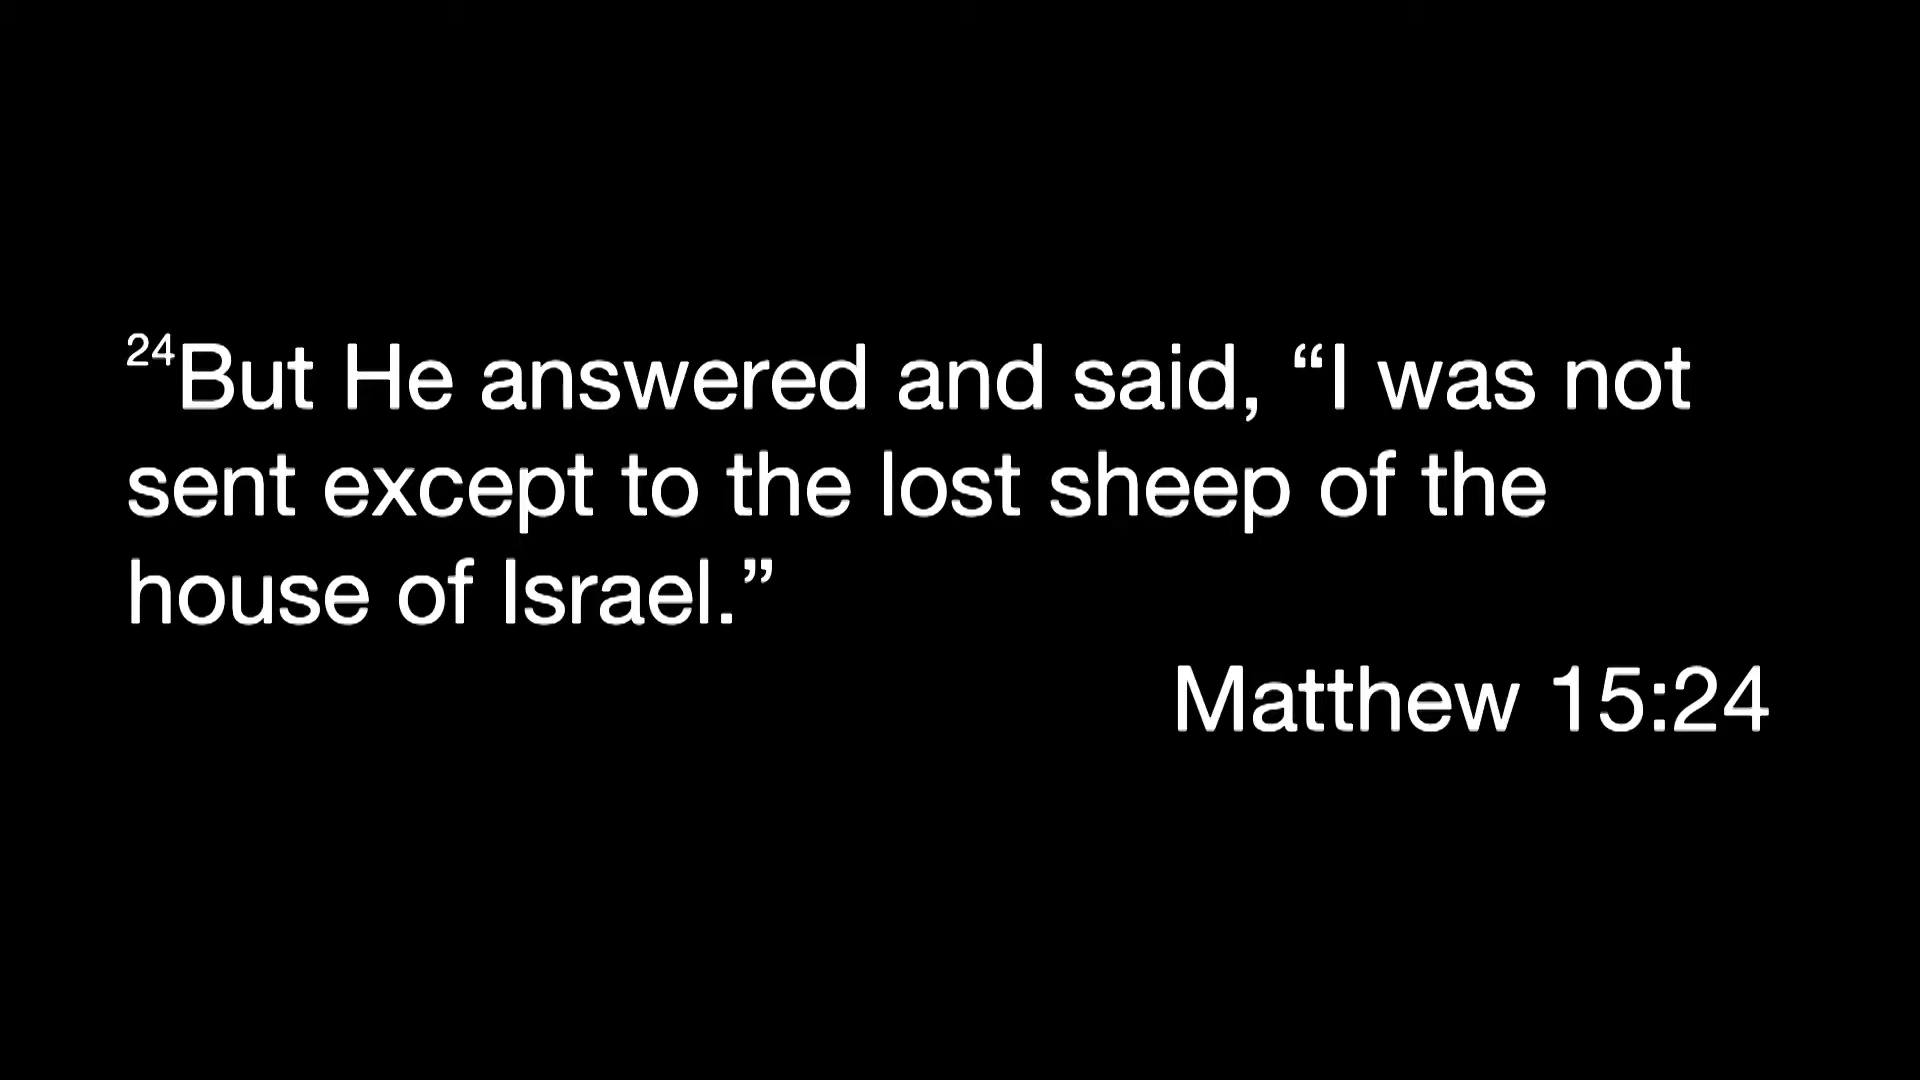 24But He answered and said, “I was not
sent except to the lost sheep of the
house of Israel.”
Matthew 15:24